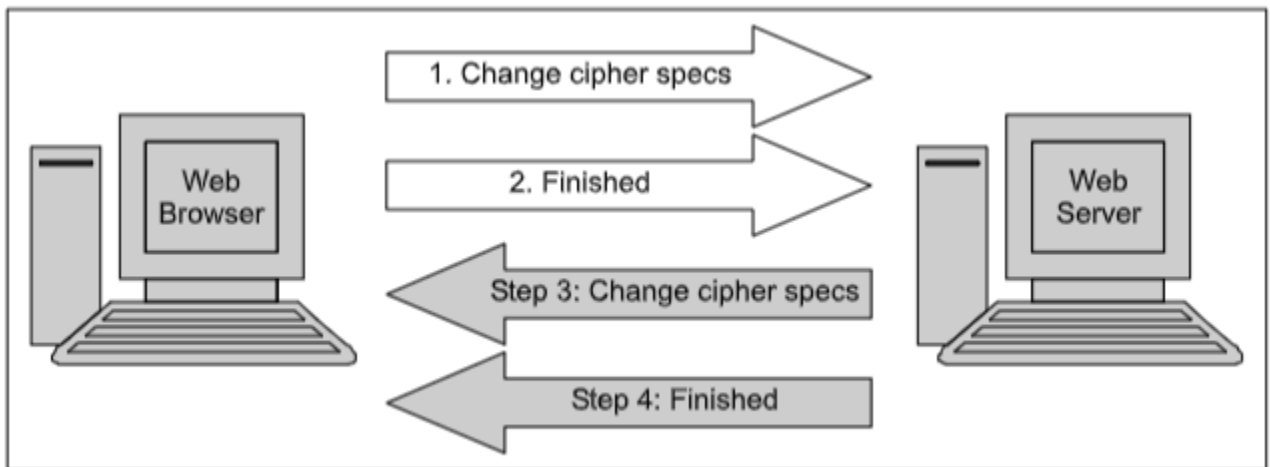 1. Change cipher specs
Web
Browser
2. Finished
Web
Server
Step 3: Change cipher specs
Step 4: Finished